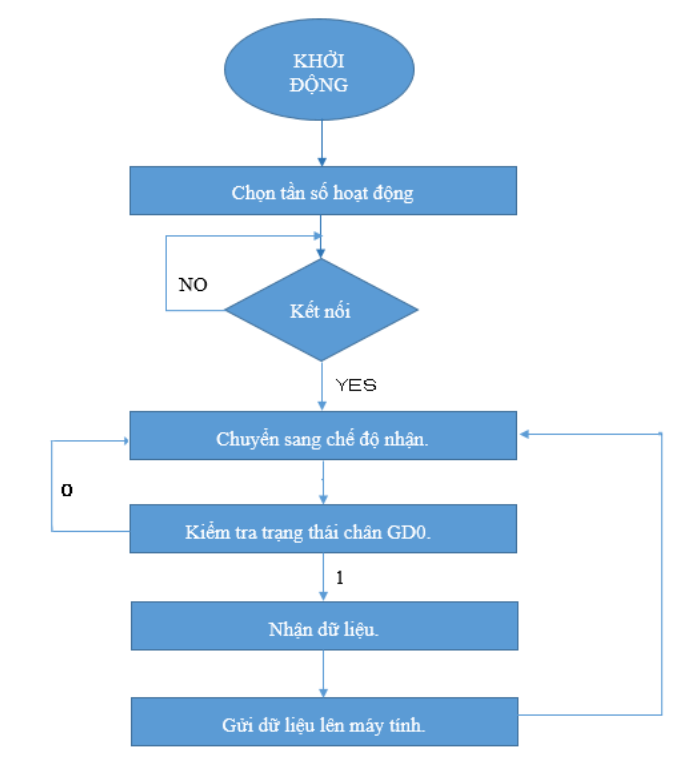 KHỞI
ĐỘNG
Chọn tần số hoạt động
NO
Kết nối
YES
Chuyển sang chế độ nhận.
0
Kiểm tra trạng thái chân GD0.
1
Nhận dữ liệu.
Gửi dữ liệu lên máy tính.